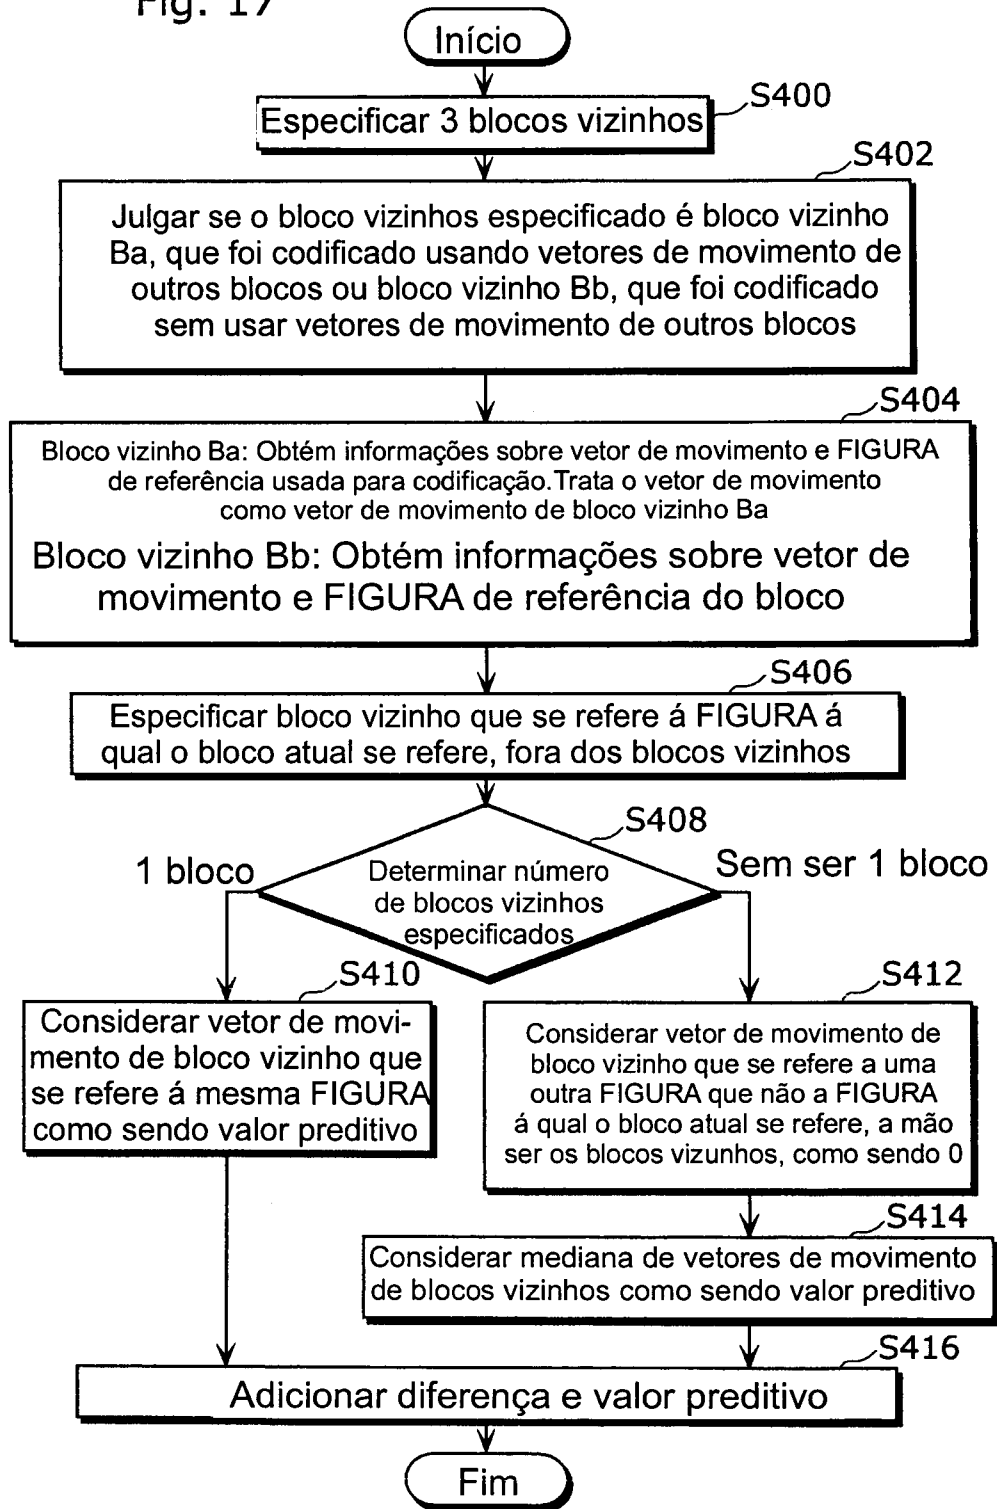 Fig. 17
Início
S400
Especificar 3 blocos vizinhos
S402
Julgar se o bloco vizinhos especificado é bloco vizinho
Ba, que foi codificado usando vetores de movimento de
outros blocos ou bloco vizinho Bb, que foi codificado
sem usar vetores de movimento de outros blocos
S404
Bloco vizinho Ba: Obtém informações sobre vetor de movimento e FIGURA
de referência usada para codificação.Trata o vetor de movimento
como vetor de movimento de bloco vizinho Ba
Bloco vizinho Bb: Obtém informações sobre vetor de
movimento e FIGURA de referência do bloco
S406
Especificar bloco vizinho que se refere á FIGURA á
qual o bloco atual se refere, fora dos blocos vizinhos
S408
1 bloco
Sem ser 1 bloco
Determinar número
de blocos vizinhos
especificados
S410
Considerar vetor de movi-
mento de bloco vizinho que
se refere á mesma FIGURA
como sendo valor preditivo
S412
Considerar vetor de movimento de
bloco vizinho que se refere a uma
outra FIGURA que não a FIGURA
á qual o bloco atual se refere, a mão
ser os blocos vizunhos, como sendo 0
S414
Considerar mediana de vetores de movimento
de blocos vizinhos como sendo valor preditivo
S416
Adicionar diferença e valor preditivo
Fim